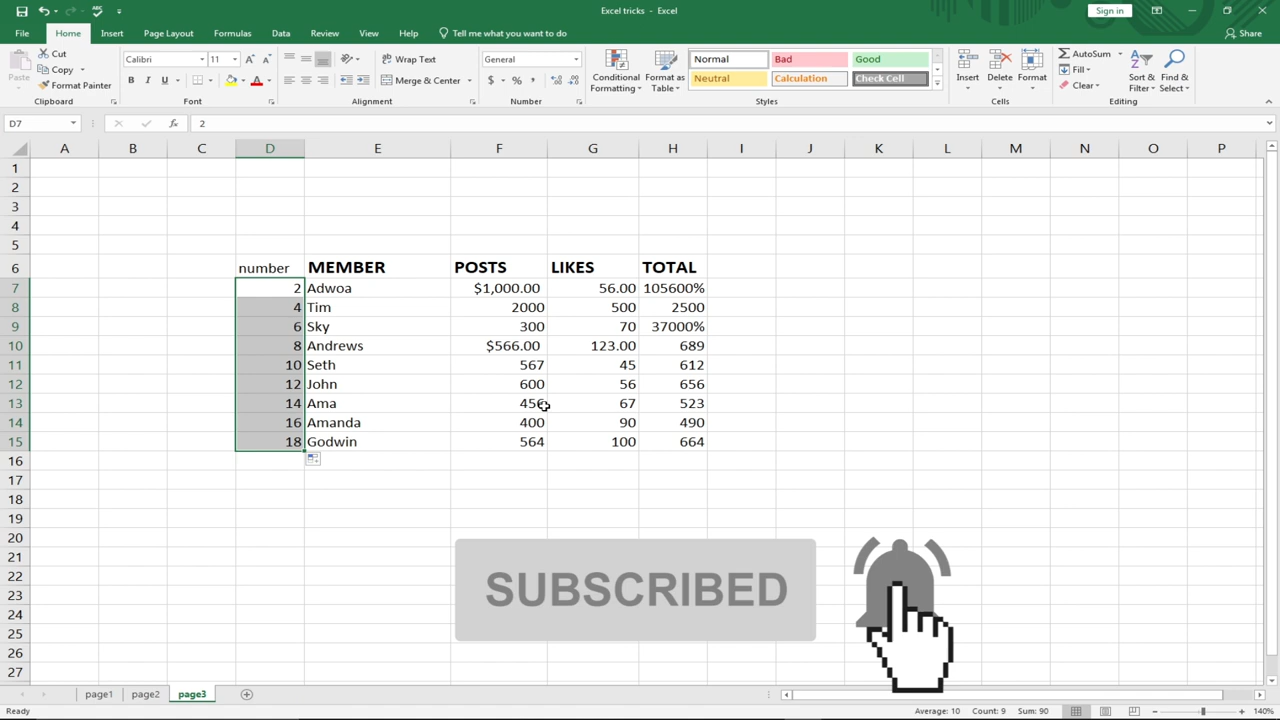 Excel tricks - Excel
Sign in
File Home Insert Page Layout Formulas Data Review View Help Tell me what you want to do Share
Paste
Cut
Copy
Format Painter
Clipboard
Calibri 11
B I U A
Font
Wrap Text
Merge & Center
Alignment
General
$ % ,
Number
Conditional Formatting
Format as Table
Normal Bad Good
Neutral Calculation Check Cell
Styles
Insert Delete Format
Cells
AutoSum
Fill
Clear
Sort & Filter
Find & Select
Editing
D7 fx 2
A B C D E F G H I J K L M N O P
1
2
3
4
5
6 number MEMBER POSTS LIKES TOTAL
7 2 Adwoa $1,000.00 56.00 105600%
8 4 Tim 2000 500 2500
9 6 Sky 300 70 37000%
10 8 Andrews $566.00 123.00 689
11 10 Seth 567 45 612
12 12 John 600 56 656
13 14 Ama 456 67 523
14 16 Amanda 400 90 490
15 18 Godwin 564 100 664
16
17
18
19
20
21
22
23
24
25
26
27
SUBSCRIBED
page1 page2 page3
Ready Average: 10 Count: 9 Sum: 90 140%